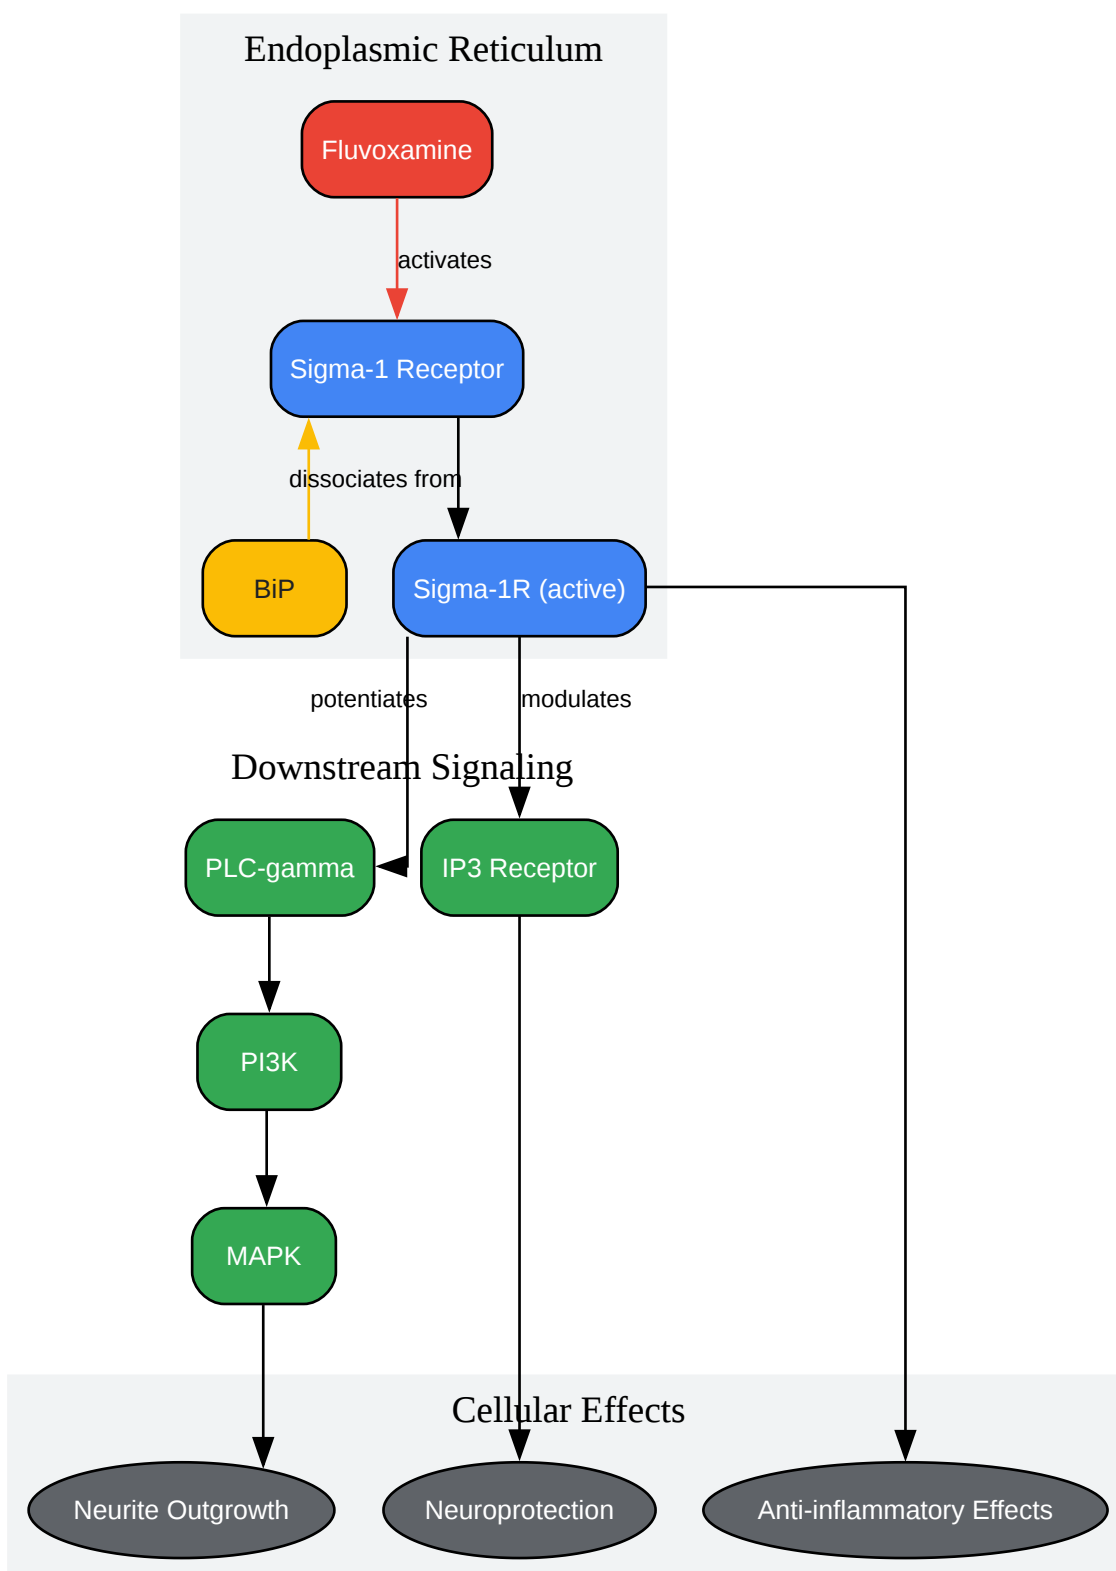 Endoplasmic Reticulum
Fluvoxamine
activates
Sigma-1 Receptor
dissociates from
BiP
Sigma-1R (active)
potentiates
modulates
Downstream Signaling
PLC-gamma
IP3 Receptor
PI3K
MAPK
Cellular Effects
Neurite Outgrowth
Neuroprotection
Anti-inflammatory Effects